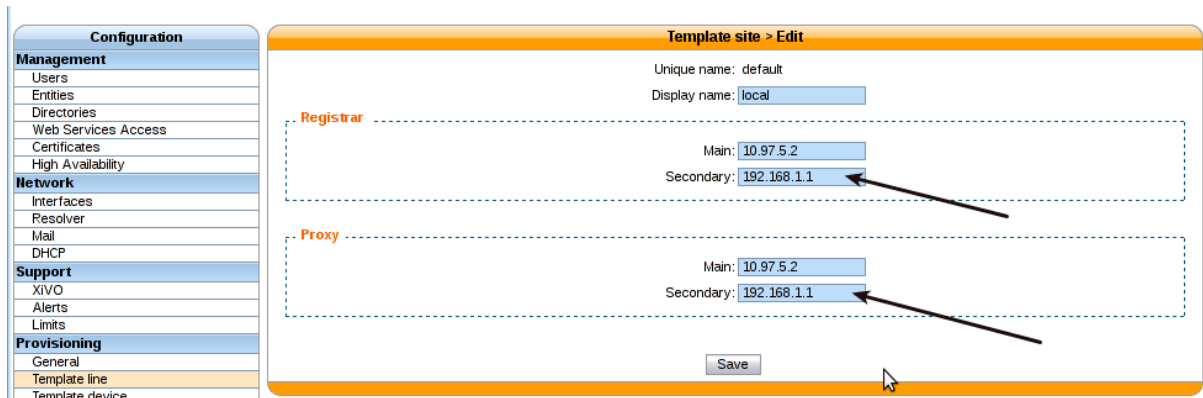 Configuration
Management
Users
Entities
Directories
Web Services Access
Certificates
High Availability
Network
Interfaces
Resolver
Mail
DHCP
Support
XiVO
Alerts
Limits
Provisioning
General
Template line
Template device
Template site > Edit
Unique name: default
Display name: local
Registrar
Main: 10.97.5.2
Secondary: 192.168.1.1
Proxy
Main: 10.97.5.2
Secondary: 192.168.1.1
Save